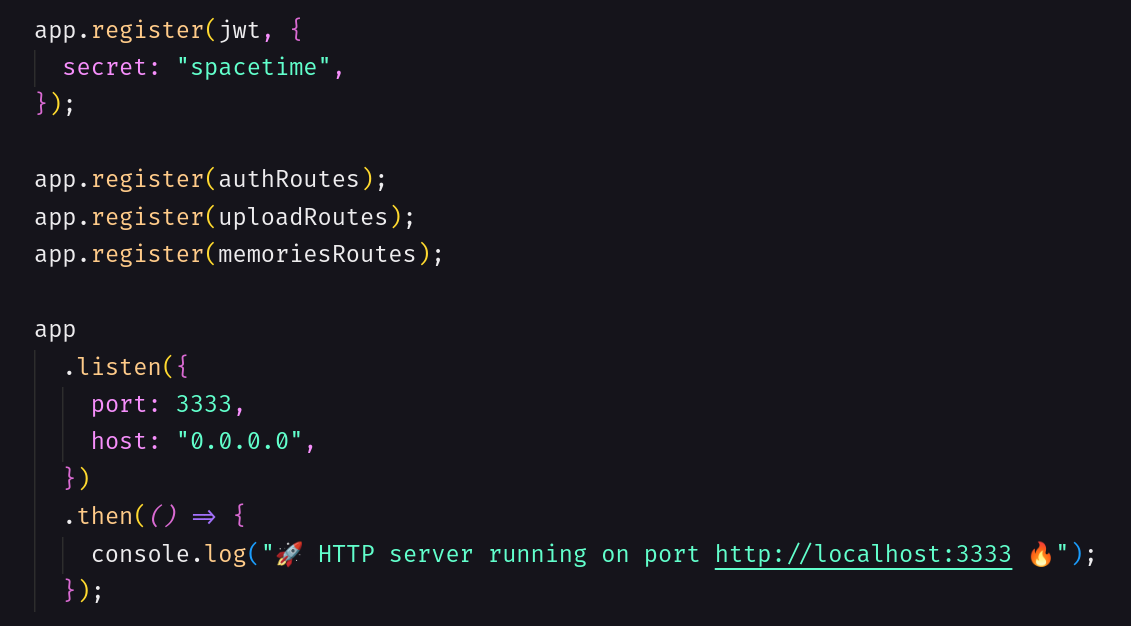 app.register(jwt, {
  secret: "spacetime",
});

app.register(authRoutes);
app.register(uploadRoutes);
app.register(memoriesRoutes);

app
  .listen({
    port: 3333,
    host: "0.0.0.0",
  })
  .then(() => {
    console.log("🚀 HTTP server running on port http://localhost:3333 🔥");
  });